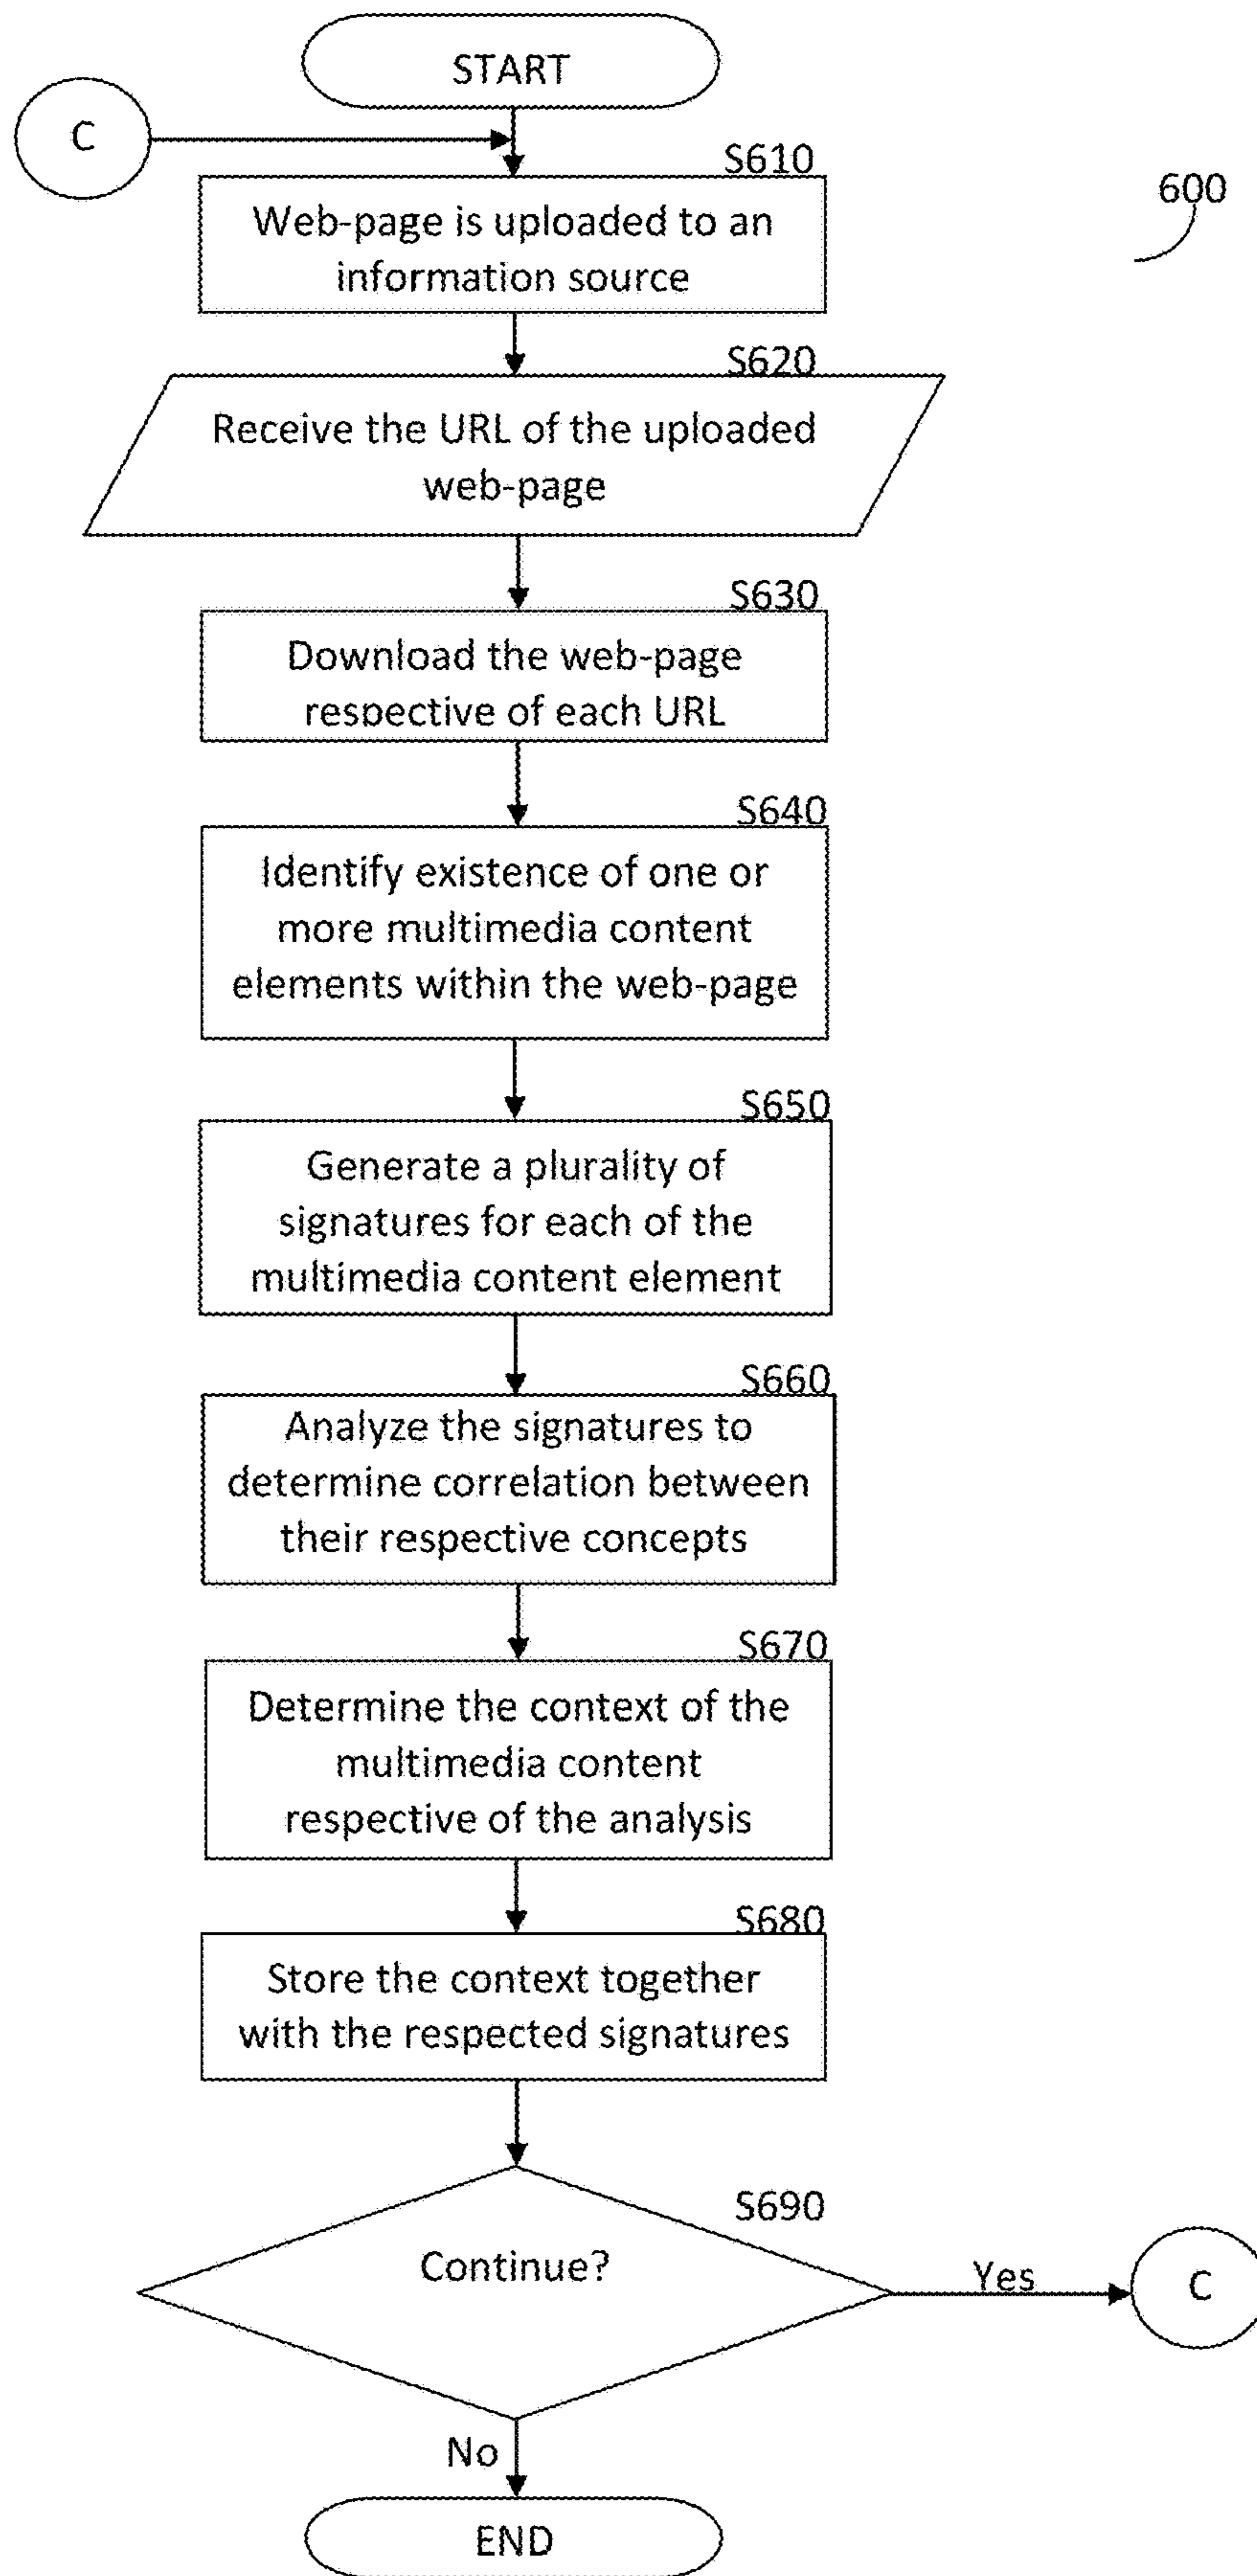 START
C
S610
600
Web-page is uploaded to an
information source
S620
Receive the URL of the uploaded
web-page
S630
Download the web-page
respective of each URL
S640
Identify existence of one or
more multimedia content
elements within the web-page
S650
Generate a plurality of
signatures for each of the
multimedia content element
S660
Analyze the signatures to
determine correlation between
their respective concepts
S670
Determine the context of the
multimedia content
respective of the analysis
S680
Store the context together
with the respected signatures
S690
Continue?
Yes
C
No
END